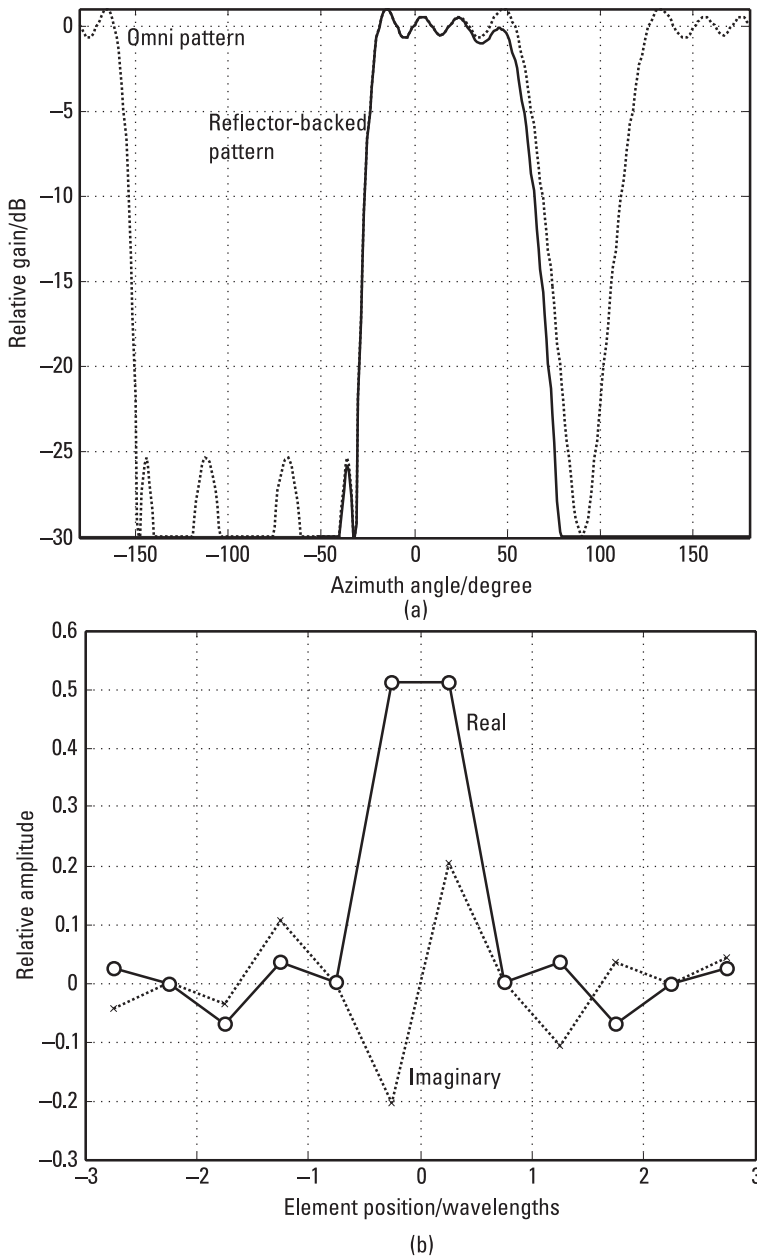 0
−5
−10
−15
−20
−25
−30
Relative gain/dB
Omni pattern
Reflector-backed
pattern
−150
−100
−50
0
50
100
150
Azimuth angle/degree
(a)
0.6
0.5
0.4
0.3
0.2
0.1
0
−0.1
−0.2
−0.3
Relative amplitude
Real
Imaginary
−3
−2
−1
0
1
2
3
Element position/wavelengths
(b)